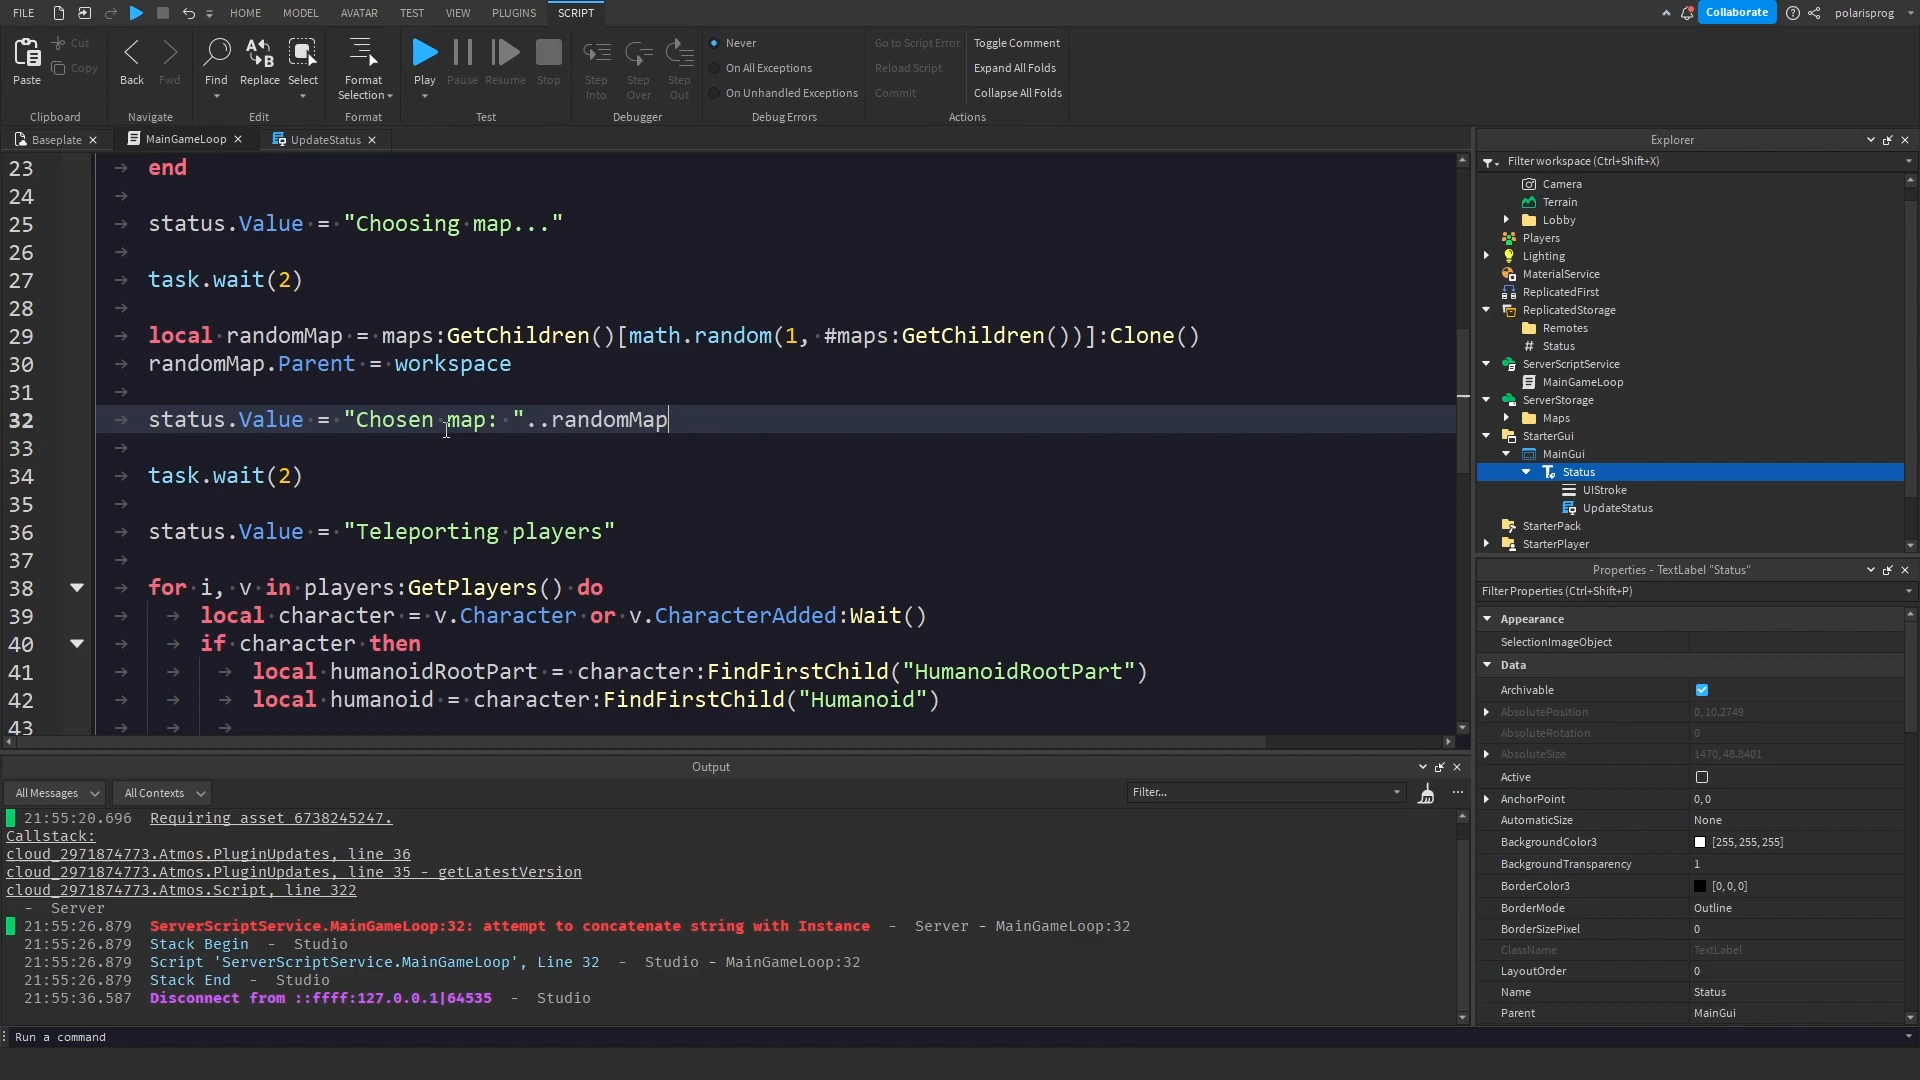 FILE HOME MODEL AVATAR TEST VIEW PLUGINS SCRIPT Collaborate polarisprog
Paste Cut Copy Back Fwd Find Replace Select Format Selection Play Pause Resume Stop Step Into Step Over Step Out
Never
On All Exceptions
On Unhandled Exceptions
Go to Script Error
Reload Script
Commit
Toggle Comment
Expand All Folds
Collapse All Folds
Clipboard Navigate Edit Format Test Debugger Debug Errors Actions
Baseplate MainGameLoop UpdateStatus
23 end
24
25 status.Value = "Choosing map..."
26
27 task.wait(2)
28
29 local randomMap = maps:GetChildren()[math.random(1, #maps:GetChildren())]:Clone()
30 randomMap.Parent = workspace
31
32 status.Value = "Chosen map: "..randomMap
33
34 task.wait(2)
35
36 status.Value = "Teleporting players"
37
38 for i, v in players:GetPlayers() do
39 local character = v.Character or v.CharacterAdded:Wait()
40 if character then
41 local humanoidRootPart = character:FindFirstChild("HumanoidRootPart")
42 local humanoid = character:FindFirstChild("Humanoid")
43
Output
All Messages All Contexts Filter...
21:55:20.696 Requiring asset 6738245247.
Callstack:
cloud_2971874773.Atmos.PluginUpdates, line 36
cloud_2971874773.Atmos.PluginUpdates, line 35 - getLatestVersion
cloud_2971874773.Atmos.Script, line 322
- Server
21:55:26.879 ServerScriptService.MainGameLoop:32: attempt to concatenate string with Instance - Server - MainGameLoop:32
21:55:26.879 Stack Begin - Studio
21:55:26.879 Script 'ServerScriptService.MainGameLoop', Line 32 - Studio - MainGameLoop:32
21:55:26.879 Stack End - Studio
21:55:36.587 Disconnect from ::ffff:127.0.0.1|64535 - Studio
Run a command
Explorer
Filter workspace (Ctrl+Shift+X)
Camera
Terrain
Lobby
Players
Lighting
MaterialService
ReplicatedFirst
ReplicatedStorage
Remotes
Status
ServerScriptService
MainGameLoop
ServerStorage
Maps
StarterGui
MainGui
Status
UIStroke
UpdateStatus
StarterPack
StarterPlayer
Properties - TextLabel "Status"
Filter Properties (Ctrl+Shift+P)
Appearance
SelectionImageObject
Data
Archivable
AbsolutePosition 0, 10.2749
AbsoluteRotation 0
AbsoluteSize 1470, 48.8401
Active
AnchorPoint 0, 0
AutomaticSize None
BackgroundColor3 [255, 255, 255]
BackgroundTransparency 1
BorderColor3 [0, 0, 0]
BorderMode Outline
BorderSizePixel 0
ClassName TextLabel
LayoutOrder 0
Name Status
Parent MainGui